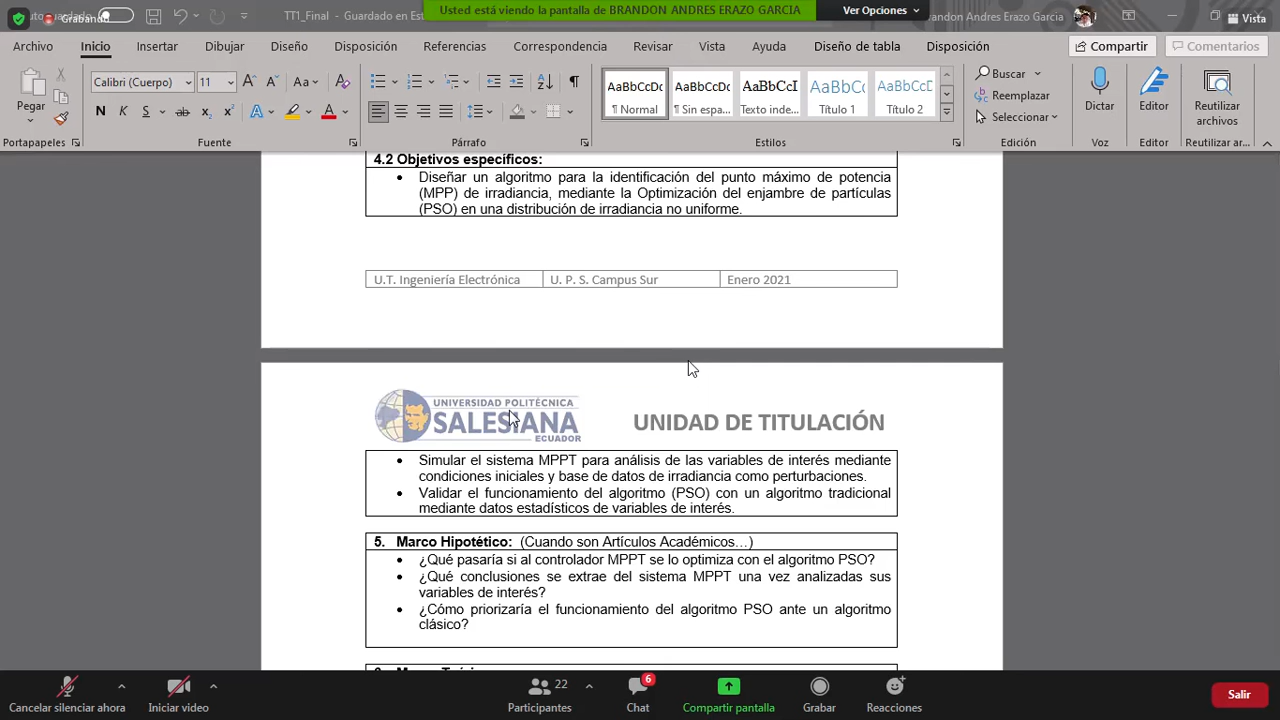 Grabando
TT1_Final - Guardado en Est
Usted está viendo la pantalla de BRANDON ANDRES ERAZO GARCIA
Ver Opciones
Brandon Andres Erazo Garcia
Vista
Archivo Inicio Insertar Dibujar Diseño Disposición Referencias Correspondencia Revisar Vista Ayuda Diseño de tabla Disposición Compartir Comentarios
Pegar
Calibri (Cuerpo) 11
AaBbCcDc AaBbCcDc AaBbCcI AaBbCc AaBbCc
¶ Normal ¶ Sin espa... Texto inde... Título 1 Título 2
Buscar
Reemplazar
Seleccionar
Dictar
Editor
Reutilizar
archivos
Portapapeles Fuente Párrafo Estilos Edición Voz Editor Reutilizar ar...
4.2 Objetivos específicos:
• Diseñar un algoritmo para la identificación del punto máximo de potencia
(MPP) de irradiancia, mediante la Optimización del enjambre de partículas
(PSO) en una distribución de irradiancia no uniforme.
U.T. Ingeniería Electrónica U. P. S. Campus Sur Enero 2021
UNIVERSIDAD POLITÉCNICA
SALESIANA
ECUADOR
UNIDAD DE TITULACIÓN
• Simular el sistema MPPT para análisis de las variables de interés mediante
condiciones iniciales y base de datos de irradiancia como perturbaciones.
• Validar el funcionamiento del algoritmo (PSO) con un algoritmo tradicional
mediante datos estadísticos de variables de interés.
5. Marco Hipotético: (Cuando son Artículos Académicos...)
• ¿Qué pasaría si al controlador MPPT se lo optimiza con el algoritmo PSO?
• ¿Qué conclusiones se extrae del sistema MPPT una vez analizadas sus
variables de interés?
• ¿Cómo priorizaría el funcionamiento del algoritmo PSO ante un algoritmo
clásico?
22
6
Cancelar silenciar ahora Iniciar video Participantes Chat Compartir pantalla Grabar Reacciones Salir